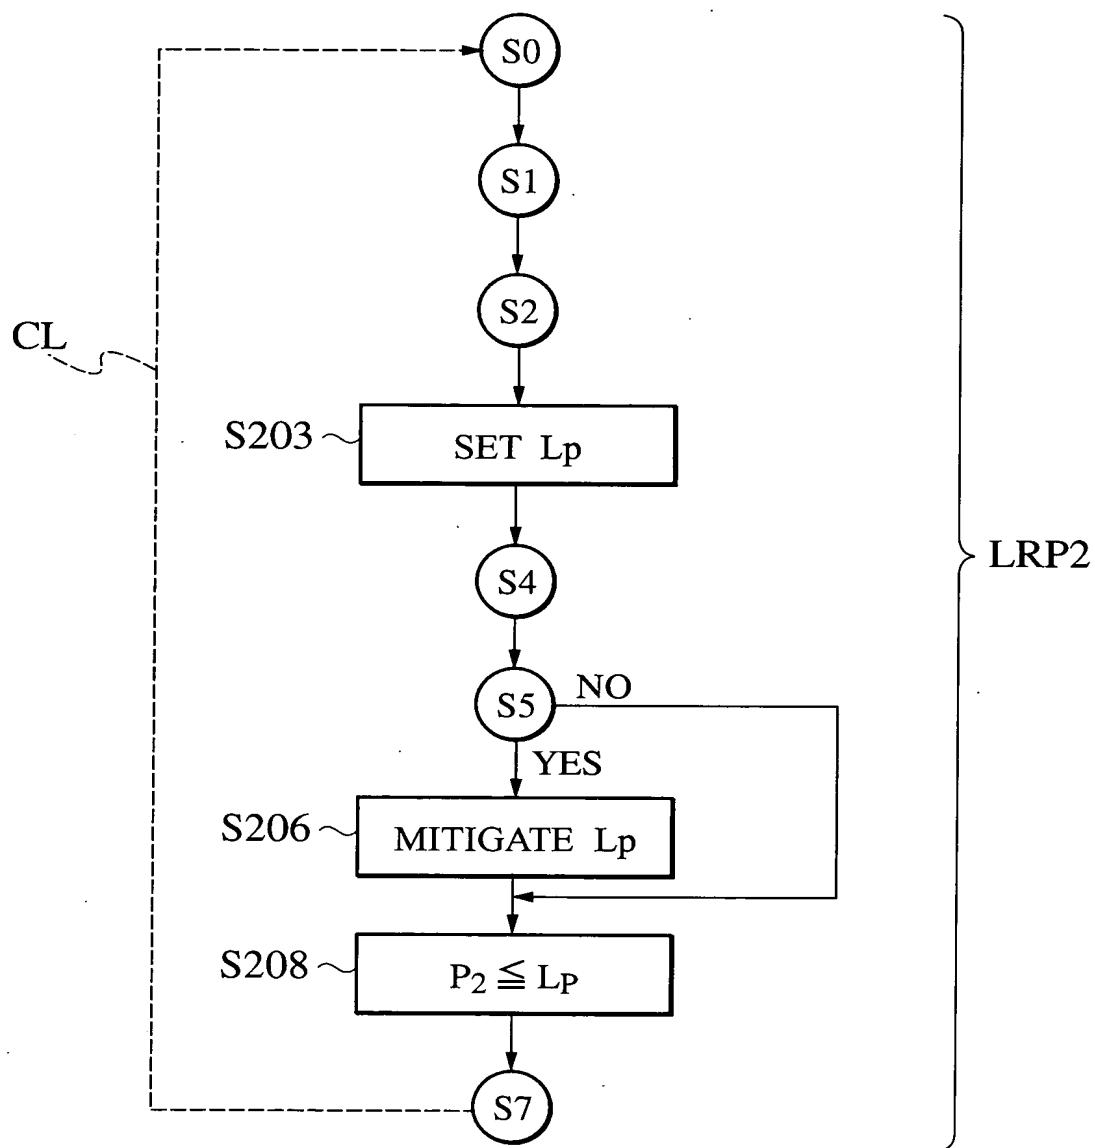 S0
S1
S2
CL
S203
SET Lp
S4
LRP2
S5
NO
YES
S206
MITIGATE Lp
S208
P₂ ≦ LP
S7